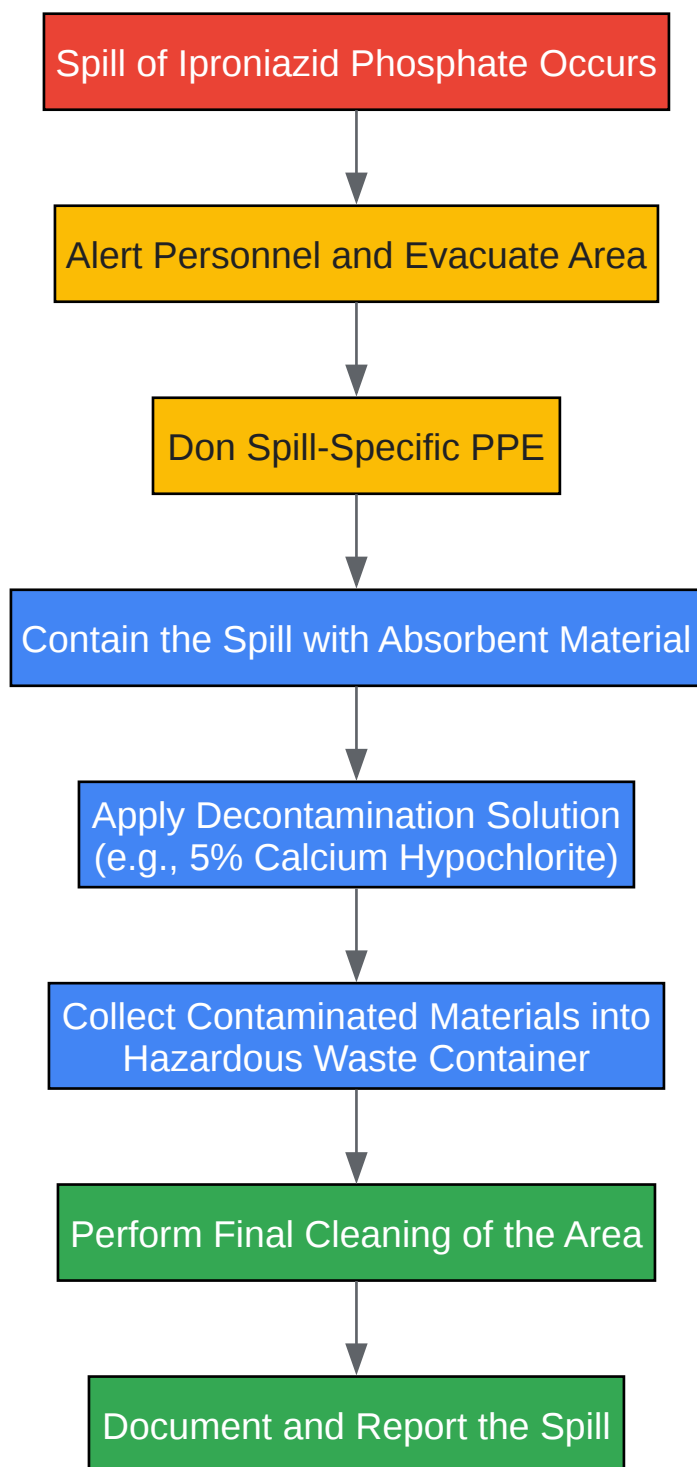 Spill of Iproniazid Phosphate Occurs
Alert Personnel and Evacuate Area
Don Spill-Specific PPE
Contain the Spill with Absorbent Material
Apply Decontamination Solution
(e.g., 5% Calcium Hypochlorite)
Collect Contaminated Materials into
Hazardous Waste Container
Perform Final Cleaning of the Area
Document and Report the Spill